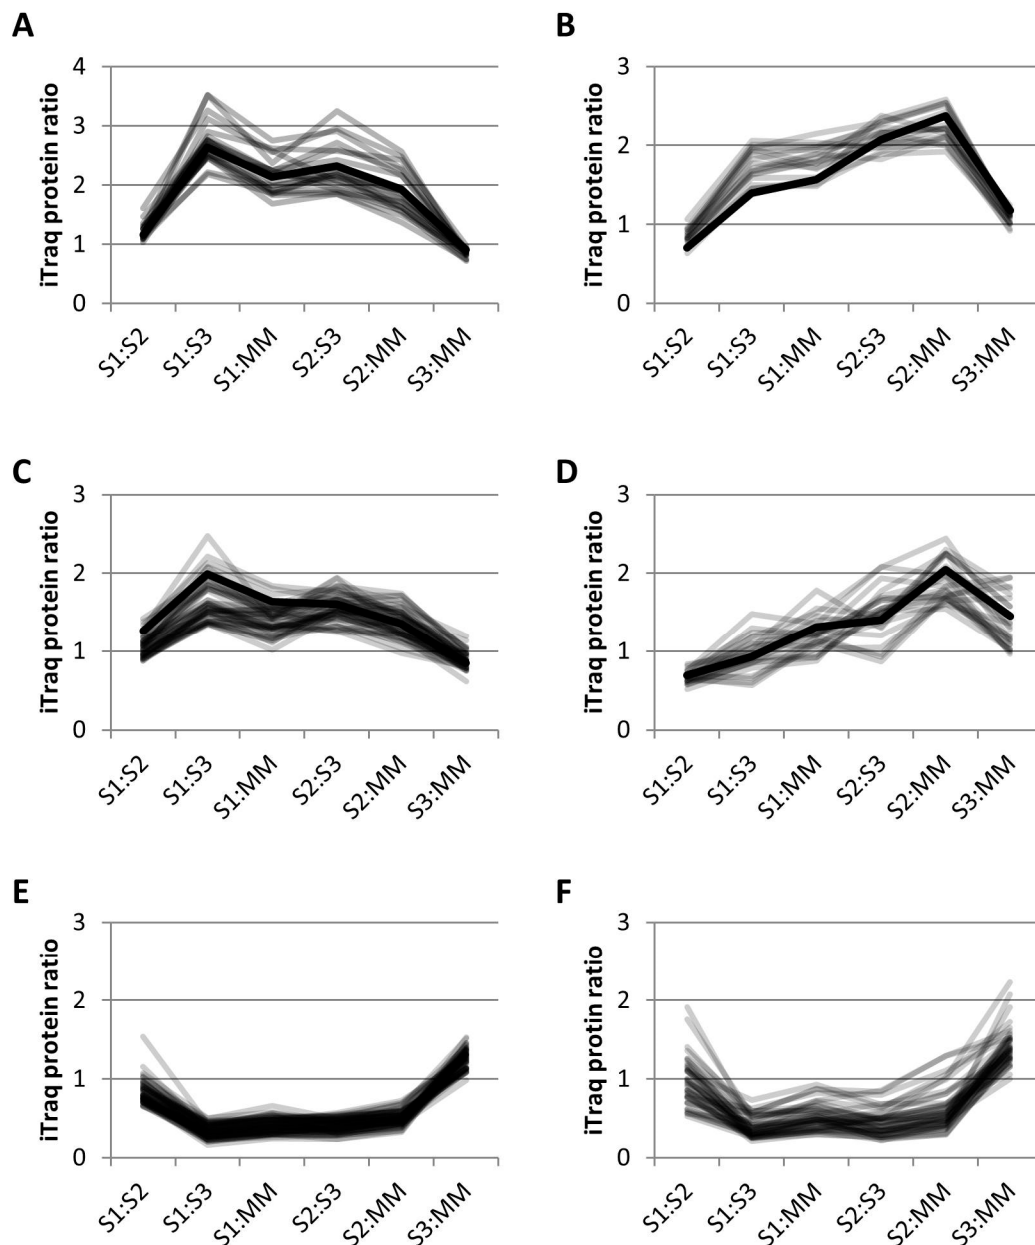 A
iTraq protein ratio
4
3
2
1
0
S1:S2
S1:S3
S1:MM
S2:S3
S2:MM
S3:MM
B
iTraq protein ratio
3
2
1
0
S1:S2
S1:S3
S1:MM
S2:S3
S2:MM
S3:MM
C
iTraq protein ratio
3
2
1
0
S1:S2
S1:S3
S1:MM
S2:S3
S2:MM
S3:MM
D
iTraq protein ratio
3
2
1
0
S1:S2
S1:S3
S1:MM
S2:S3
S2:MM
S3:MM
E
iTraq protein ratio
3
2
1
0
S1:S2
S1:S3
S1:MM
S2:S3
S2:MM
S3:MM
F
iTraq protin ratio
3
2
1
0
S1:S2
S1:S3
S1:MM
S2:S3
S2:MM
S3:MM